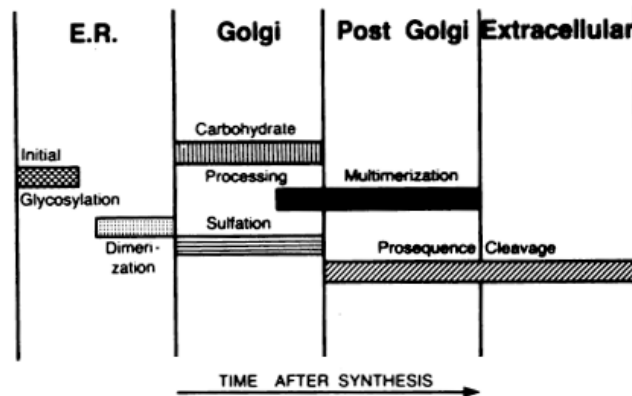 E.R. Golgi Post Golgi Extracellular
Carbohydrate
Initial
Processing Multimerization
Glycosylation
Sulfation
Dimeri-
zation
Prosequence Cleavage
TIME AFTER SYNTHESIS